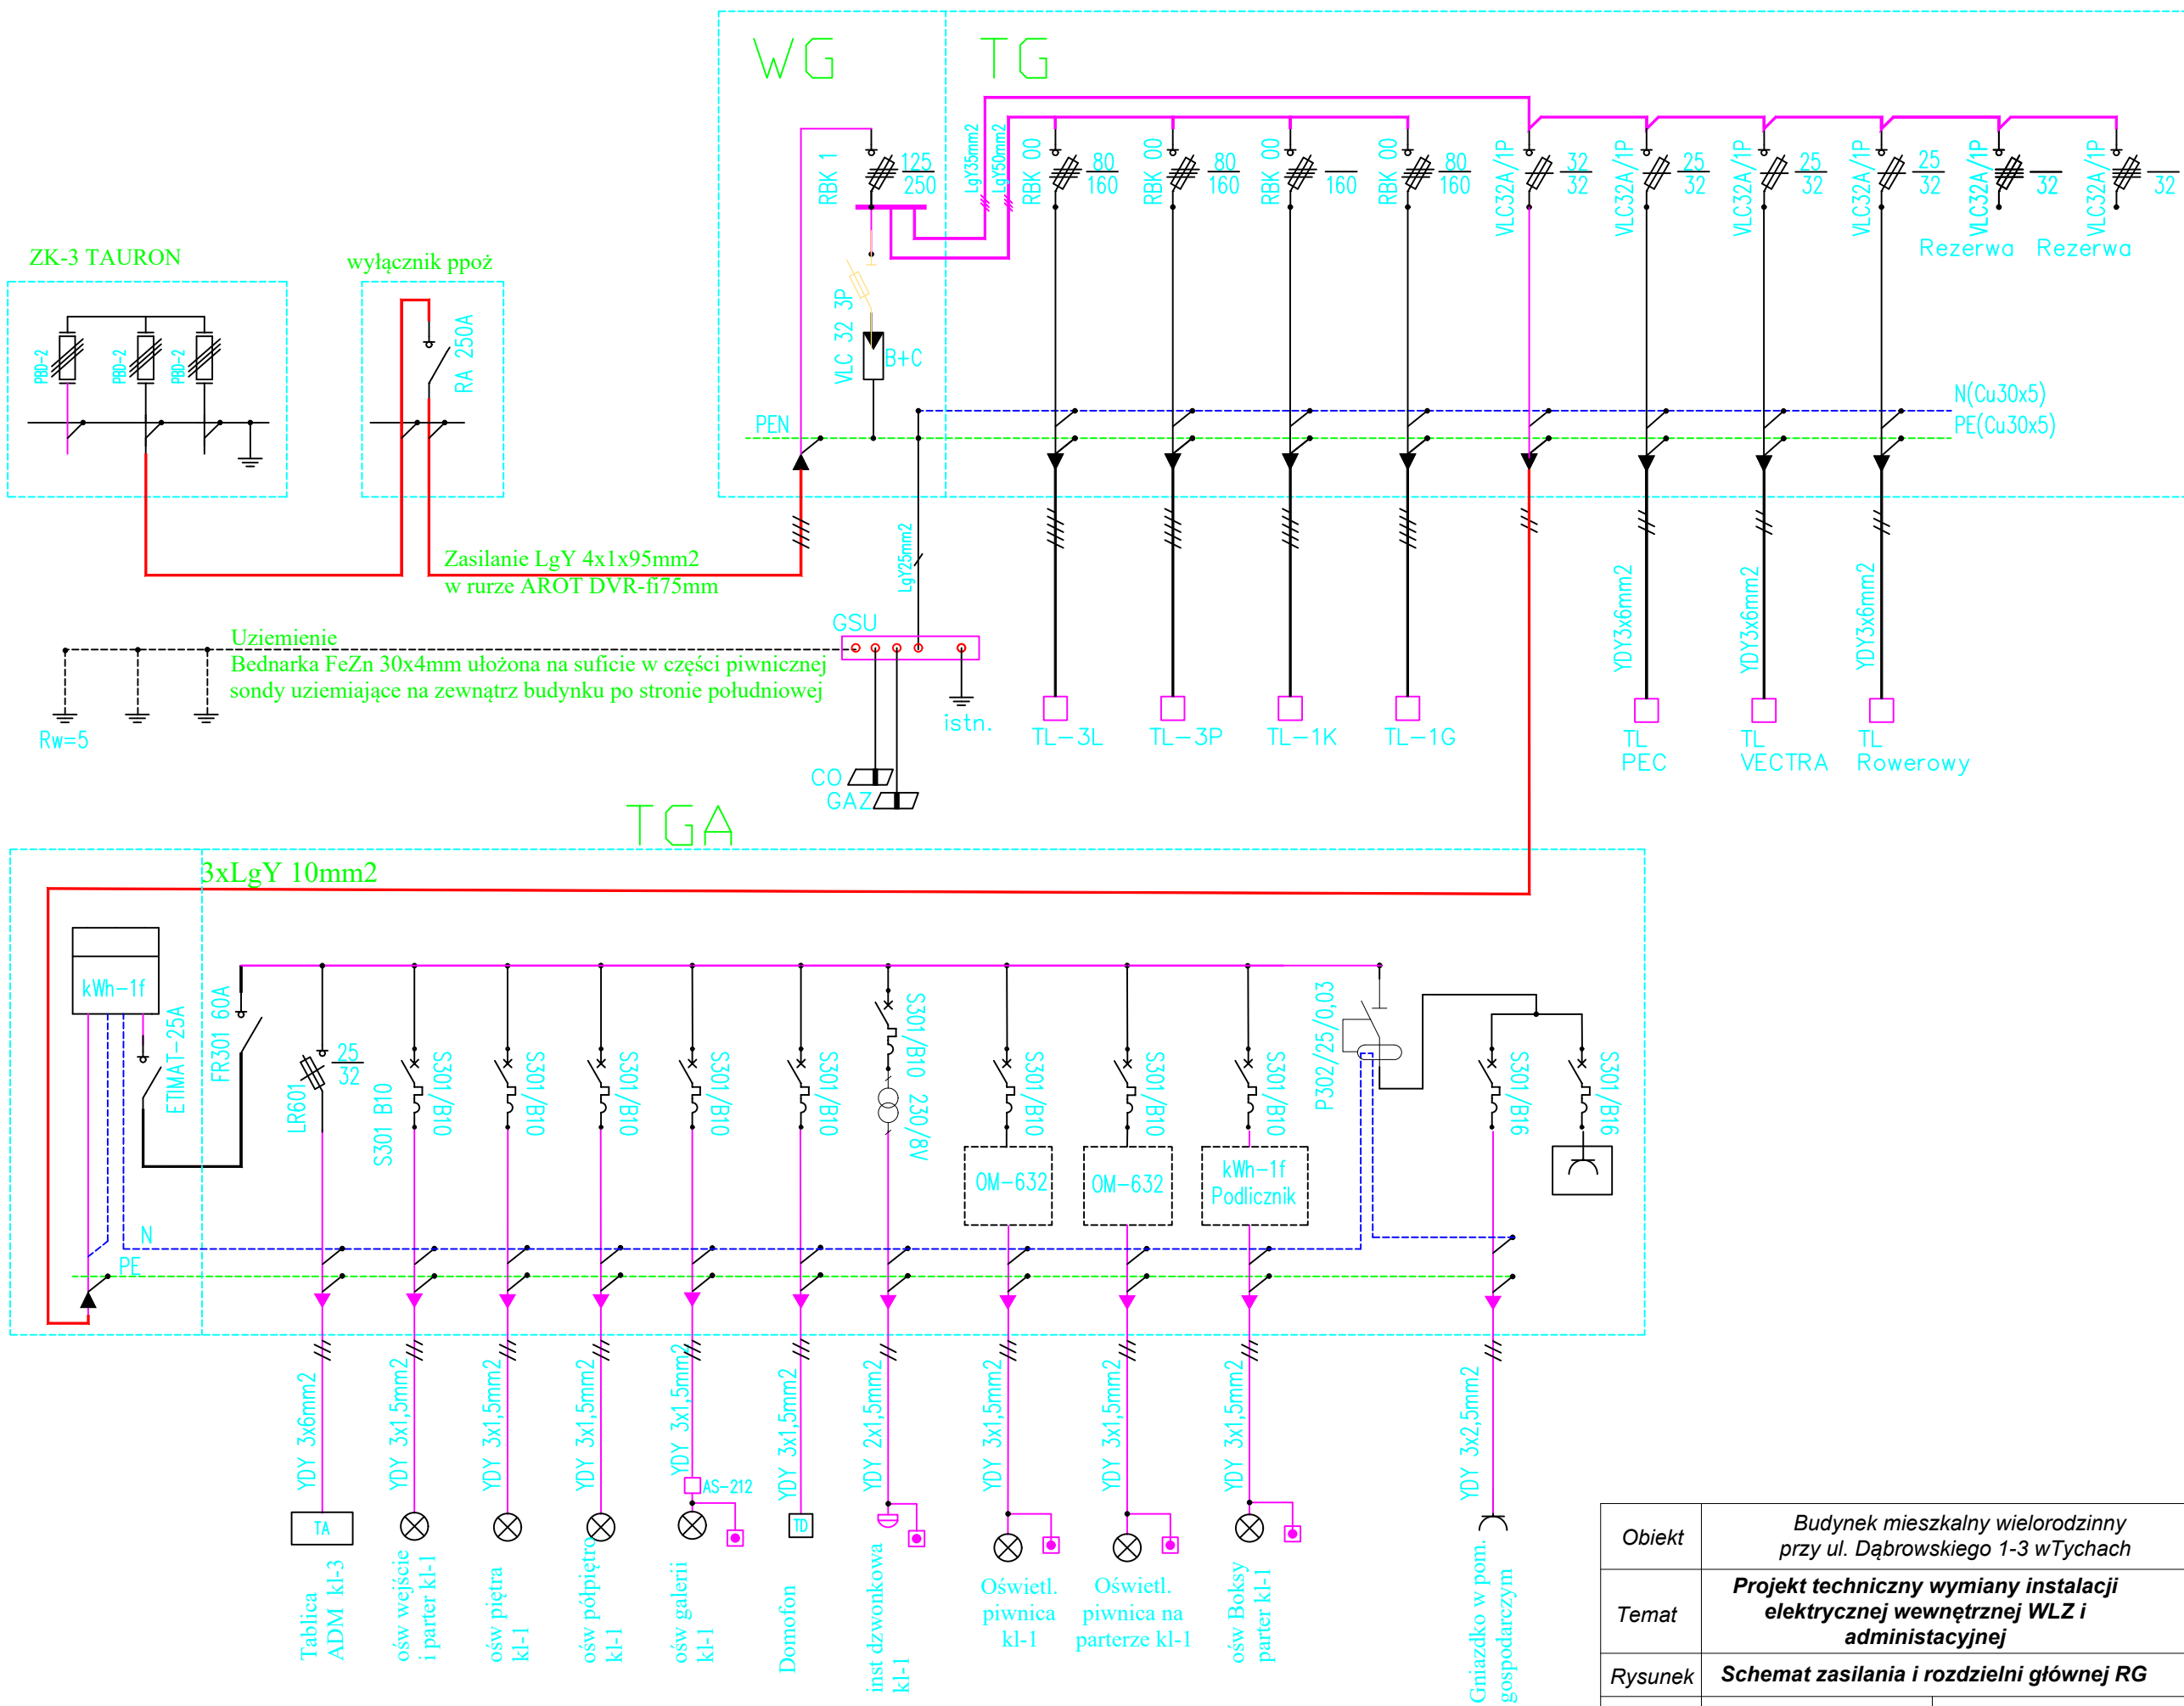 WG
TG
RBK 1
125
250
LgY35mm2
LgY50mm2
RBK 00
80
160
RBK 00
80
160
RBK 00
160
RBK 00
80
160
VLC32A/1P
32
32
VLC32A/1P
25
32
VLC32A/1P
25
32
VLC32A/1P
25
32
VLC32A/1P
32
VLC32A/1P
32
Rezerwa
Rezerwa
ZK-3 TAURON
PBD-2
PBD-2
PBD-2
wyłącznik ppoż
RA 250A
VLC 32 3P
B+C
PEN
N(Cu30x5)
PE(Cu30x5)
Zasilanie LgY 4x1x95mm2
w rurze AROT DVR-fi75mm
LgY25mm2
YDY3x6mm2
YDY3x6mm2
YDY3x6mm2
GSU
Uziemienie
Bednarka FeZn 30x4mm ułożona na suficie w części piwnicznej
sondy uziemiające na zewnątrz budynku po stronie południowej
Rw=5
istn.
CO
GAZ
TL-3L
TL-3P
TL-1K
TL-1G
TL
PEC
TL
VECTRA
TL
Rowerowy
TGA
3xLgY 10mm2
kWh-1f
ETIMAT-25A
FR301 60A
LR601
25
32
S301 B10
S301/B10
S301/B10
S301/B10
S301/B10
S301/B10
S301/B10 230/8V
S301/B10
S301/B10
S301/B10
P302/25/0,03
S301/B16
S301/B16
OM-632
OM-632
kWh-1f
Podlicznik
N
PE
YDY 3x6mm2
YDY 3x1,5mm2
YDY 3x1,5mm2
YDY 3x1,5mm2
YDY 3x1,5mm2
YDY 3x1,5mm2
YDY 2x1,5mm2
YDY 3x1,5mm2
YDY 3x1,5mm2
YDY 3x1,5mm2
YDY 3x2,5mm2
AS-212
TA
TD
Tablica
ADM kl-3
ośw wejście
i parter kl-1
ośw piętra
kl-1
ośw półpiętro
kl-1
ośw galerii
kl-1
Domofon
inst dzwonkowa
kl-1
Oświetl.
piwnica
kl-1
Oświetl.
piwnica na
parterze kl-1
ośw Boksy
parter kl-1
Gniazdko w pom.
gospodarczym
Obiekt
Budynek mieszkalny wielorodzinny
przy ul. Dąbrowskiego 1-3 wTychach
Temat
Projekt techniczny wymiany instalacji
elektrycznej wewnętrznej WLZ i
administacyjnej
Rysunek
Schemat zasilania i rozdzielni głównej RG